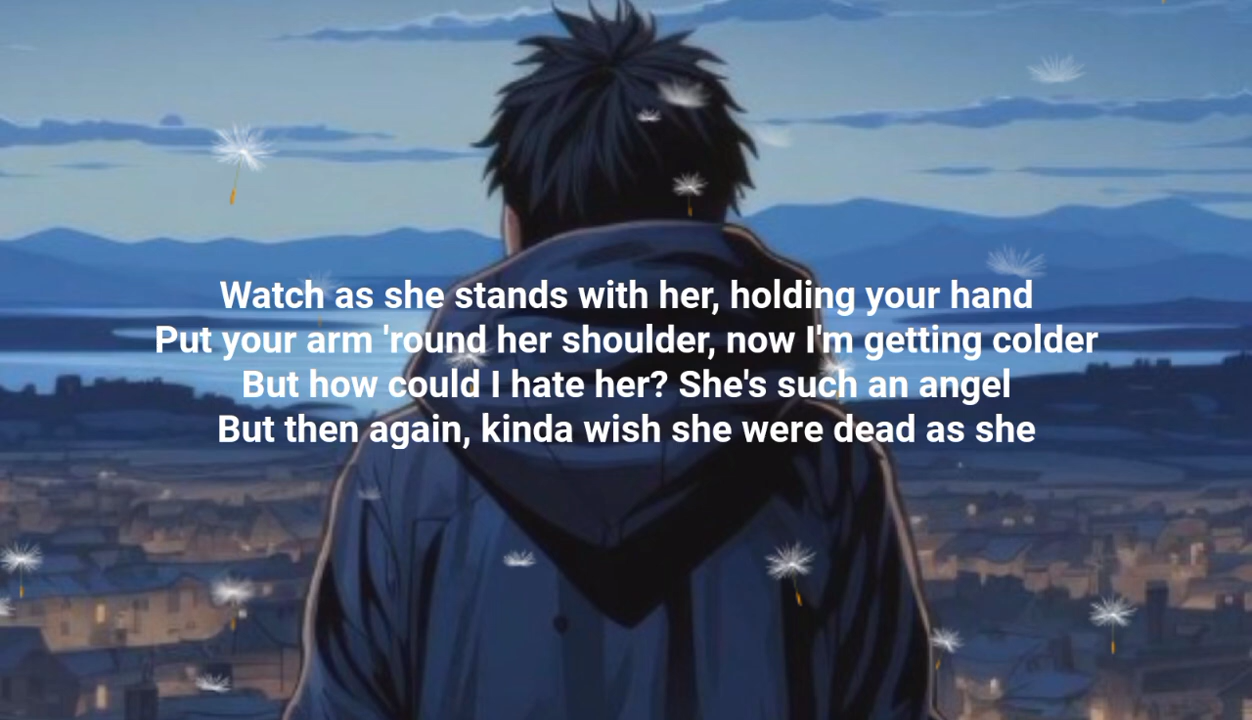 Watch as she stands with her, holding your hand
Put your arm 'round her shoulder, now I'm getting colder
But how could I hate her? She's such an angel
But then again, kinda wish she were dead as she